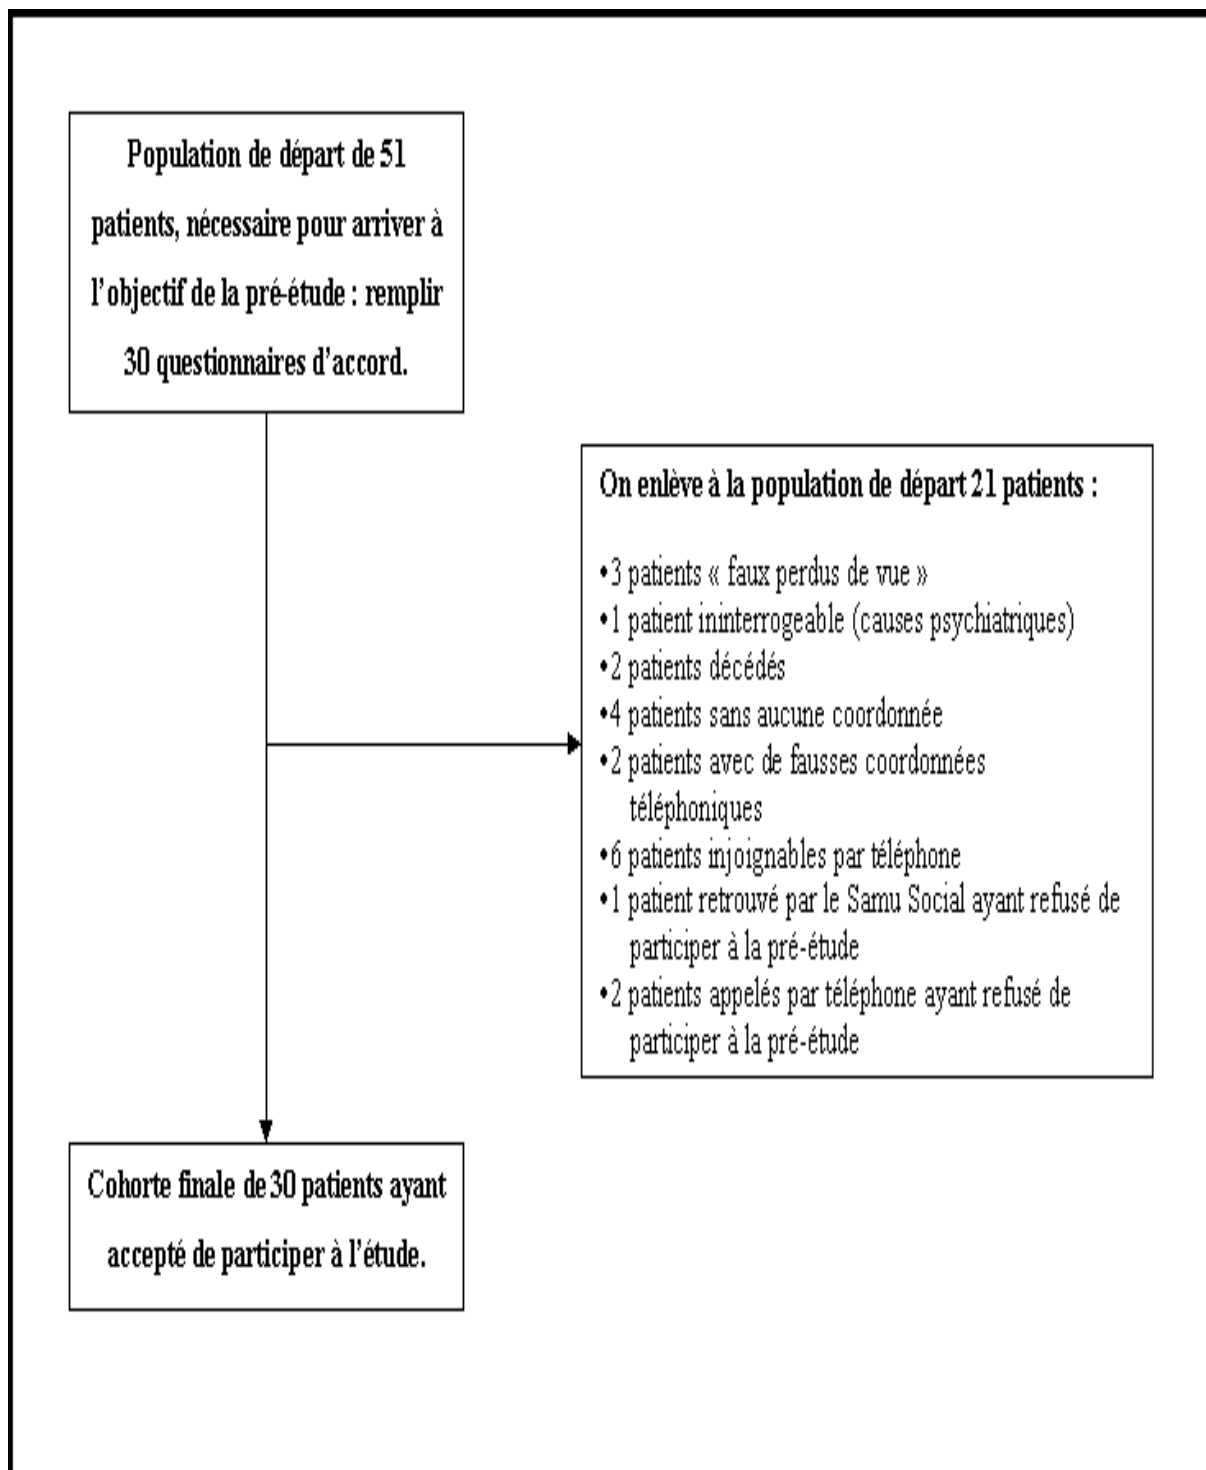 Population de départ de 51
patients, nécessaire pour arriver à
l'objectif de la pré-étude : remplir
30 questionnaires d'accord.
On enlève à la population de départ 21 patients :
•3 patients « faux perdus de vue »
•1 patient ininterrogeable (causes psychiatriques)
•2 patients décédés
•4 patients sans aucune coordonnée
•2 patients avec de fausses coordonnées
téléphoniques
•6 patients injoignables par téléphone
•1 patient retrouvé par le Samu Social ayant refusé de
participer à la pré-étude
•2 patients appelés par téléphone ayant refusé de
participer à la pré-étude
Cohorte finale de 30 patients ayant
accepté de participer à l'étude.